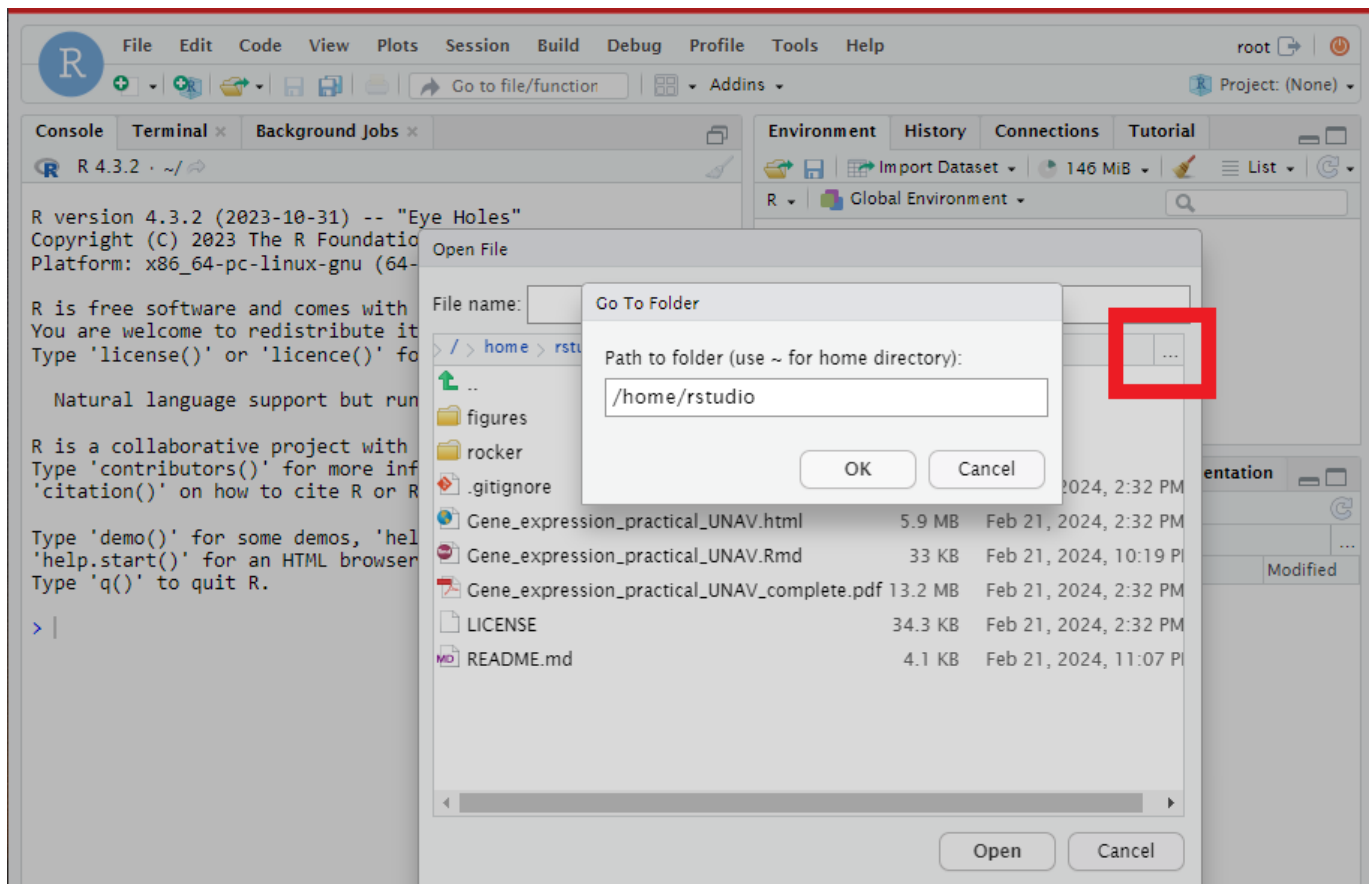 R
File Edit Code View Plots Session Build Debug Profile Tools Help
root
Go to file/function
Addins
Project: (None)
Console Terminal Background Jobs
R 4.3.2 · ~/
R version 4.3.2 (2023-10-31) -- "Eye Holes"
Copyright (C) 2023 The R Foundatio
Platform: x86_64-pc-linux-gnu (64-
R is free software and comes with
You are welcome to redistribute it
Type 'license()' or 'licence()' fo
Natural language support but run
R is a collaborative project with
Type 'contributors()' for more inf
'citation()' on how to cite R or R
Type 'demo()' for some demos, 'hel
'help.start()' for an HTML browser
Type 'q()' to quit R.
>
Environment History Connections Tutorial
Import Dataset 146 MiB List
R Global Environment
Open File
File name:
/ home rstu
...
..
figures
rocker
.gitignore 2024, 2:32 PM
Gene_expression_practical_UNAV.html 5.9 MB Feb 21, 2024, 2:32 PM
Gene_expression_practical_UNAV.Rmd 33 KB Feb 21, 2024, 10:19 PI
Gene_expression_practical_UNAV_complete.pdf 13.2 MB Feb 21, 2024, 2:32 PM
LICENSE 34.3 KB Feb 21, 2024, 2:32 PM
README.md 4.1 KB Feb 21, 2024, 11:07 PI
Open Cancel
Go To Folder
Path to folder (use ~ for home directory):
/home/rstudio
OK Cancel
entation
...
Modified